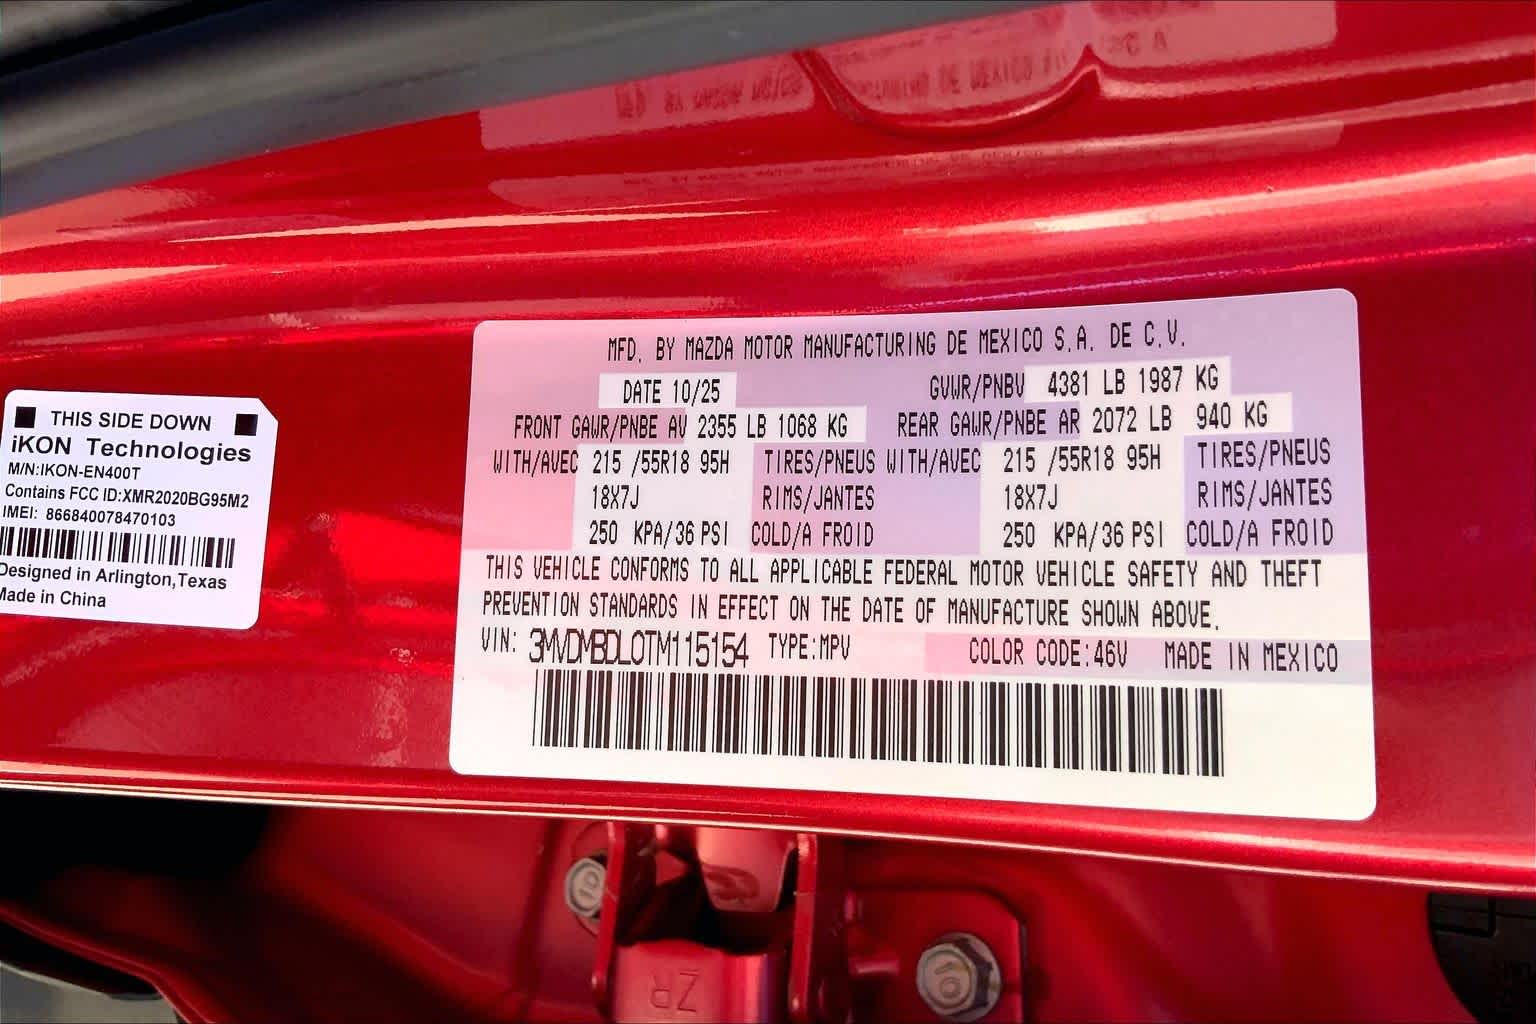 THIS SIDE DOWN
iKON Technologies
M/N:IKON-EN400T
Contains FCC ID:XMR2020BG95M2
IMEI: 866840078470103
Designed in Arlington,Texas
Made in China
MFD. BY MAZDA MOTOR MANUFACTURING DE MEXICO S.A. DE C.V.
DATE 10/25 GVWR/PNBV 4381 LB 1987 KG
FRONT GAWR/PNBE AV 2355 LB 1068 KG REAR GAWR/PNBE AR 2072 LB 940 KG
WITH/AVEC 215 /55R18 95H TIRES/PNEUS WITH/AVEC 215 /55R18 95H TIRES/PNEUS
18X7J RIMS/JANTES 18X7J RIMS/JANTES
250 KPA/36 PSI COLD/A FROID 250 KPA/36 PSI COLD/A FROID
THIS VEHICLE CONFORMS TO ALL APPLICABLE FEDERAL MOTOR VEHICLE SAFETY AND THEFT
PREVENTION STANDARDS IN EFFECT ON THE DATE OF MANUFACTURE SHOWN ABOVE.
VIN: 3MVDMBDL0TM115154 TYPE:MPV COLOR CODE:46V MADE IN MEXICO
10
ZR
10